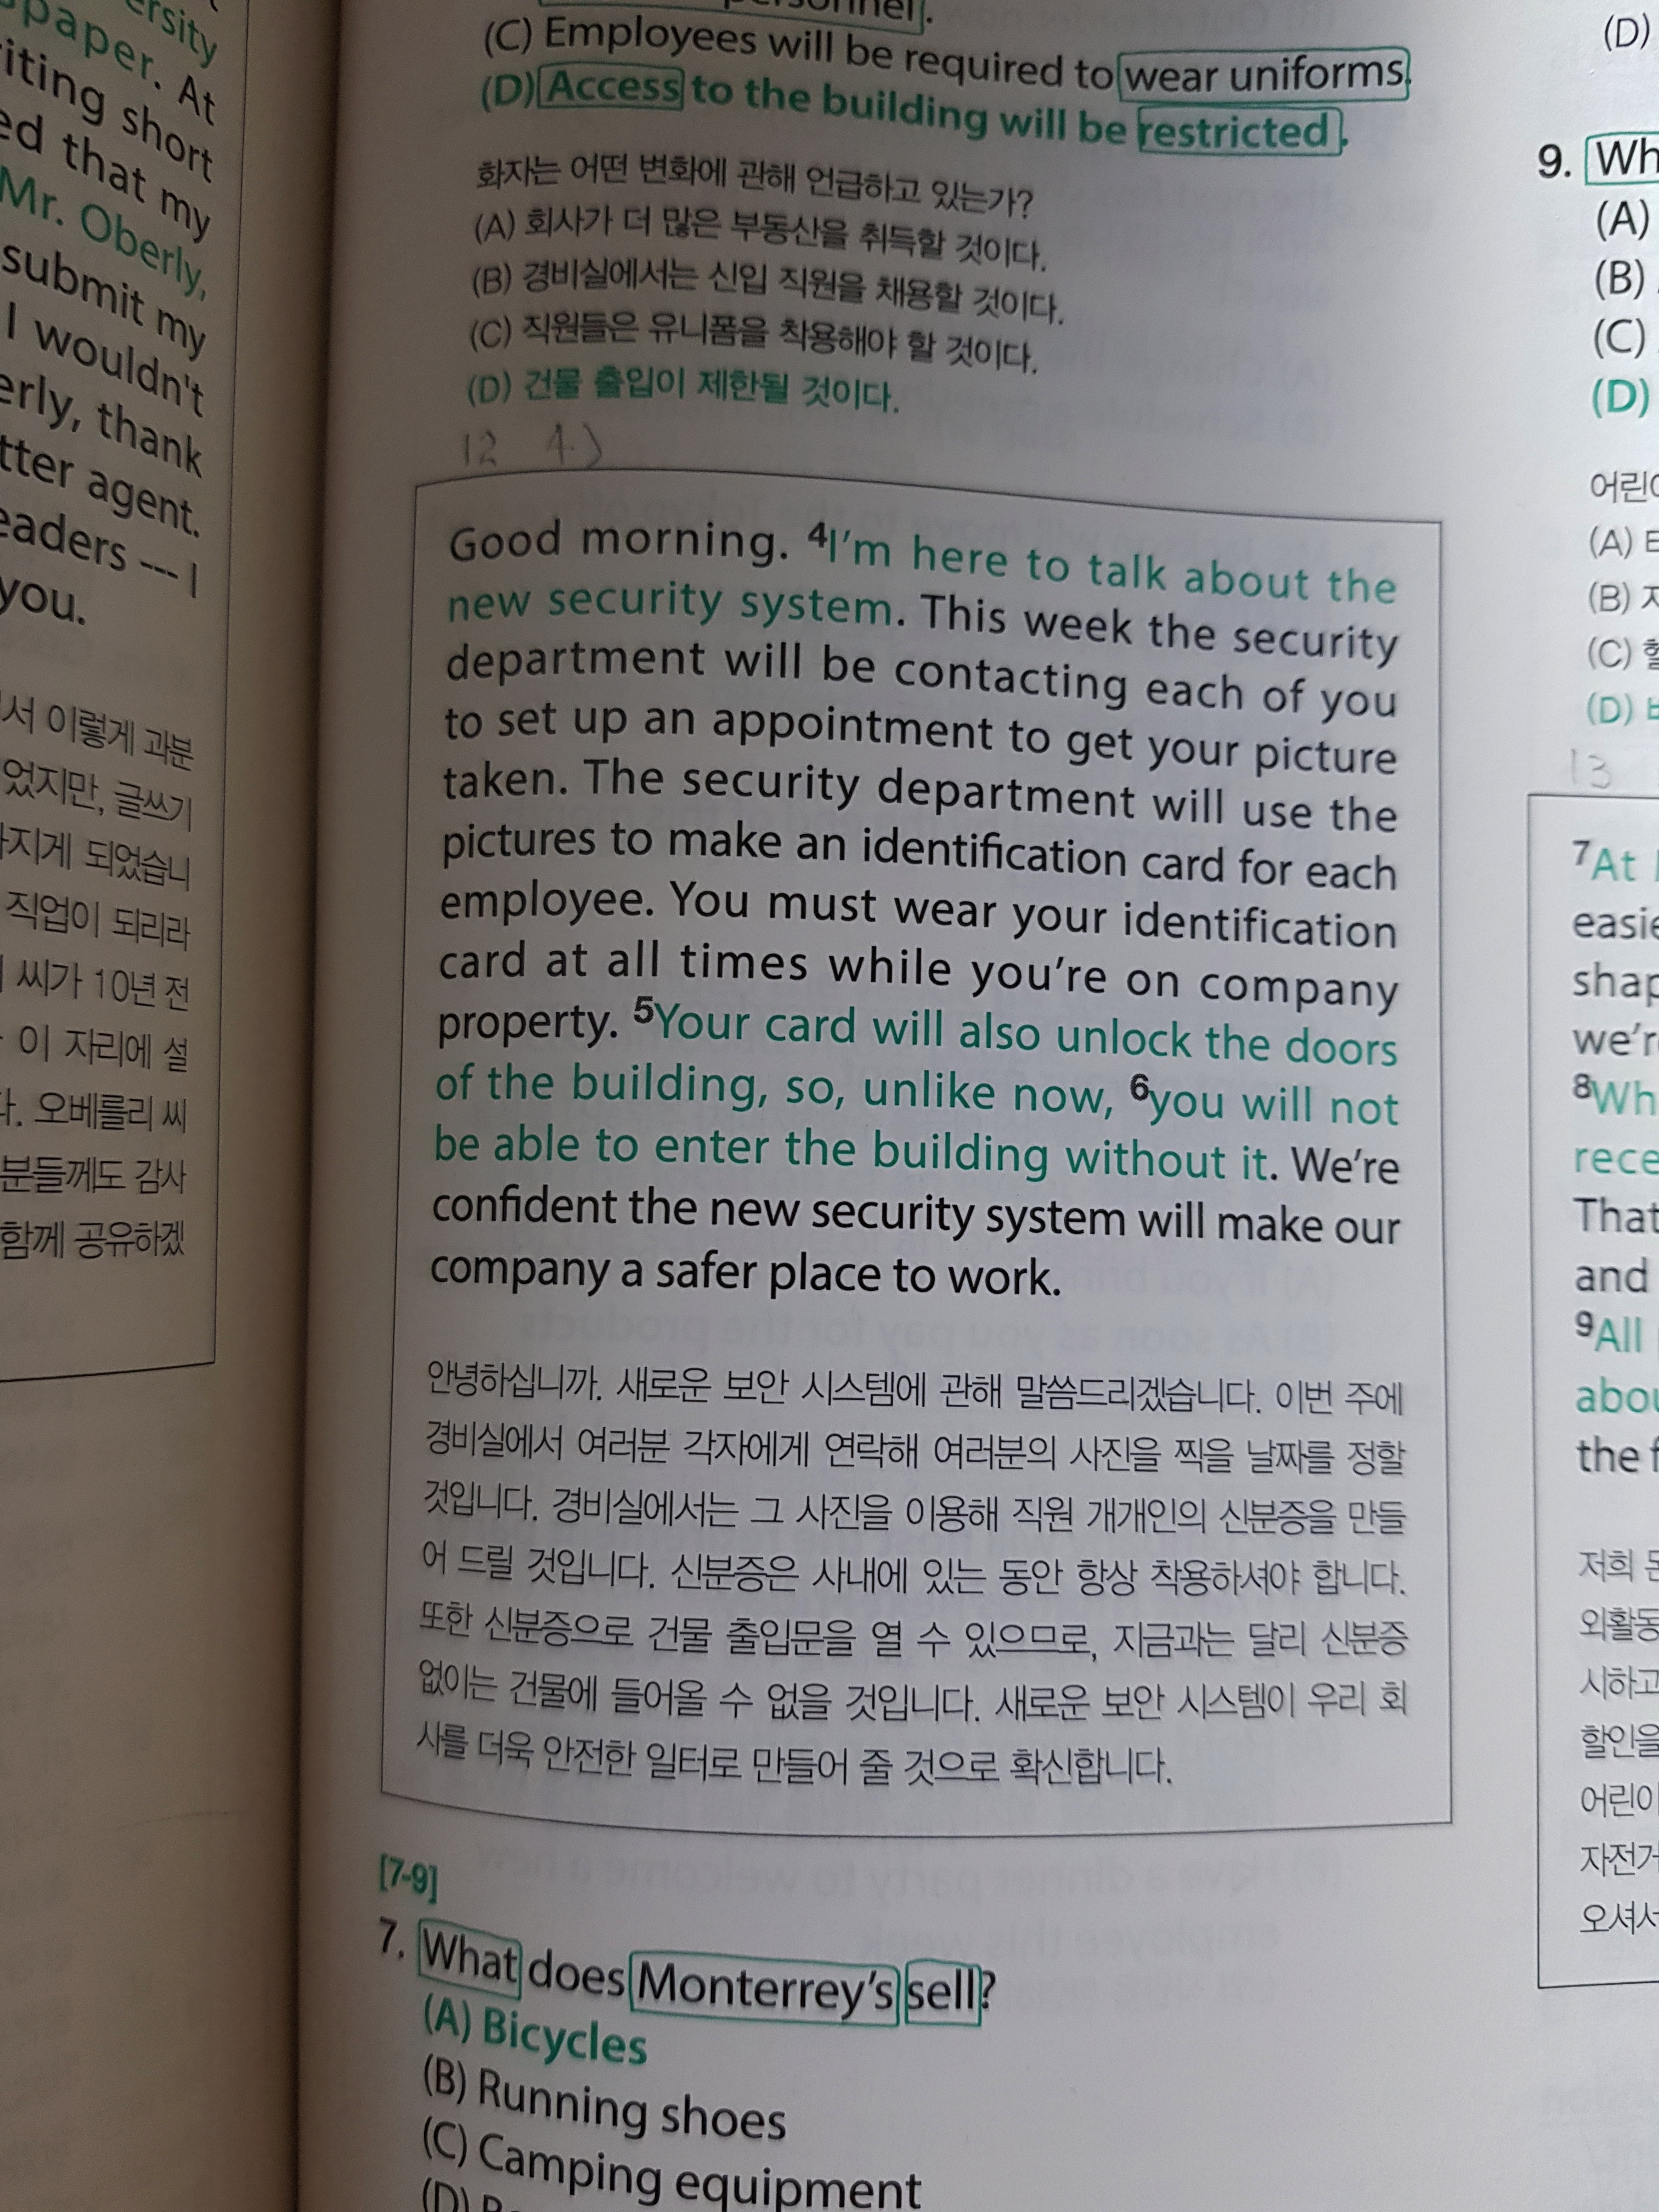 ersity
paper. At
iting short
ed that my
Mr. Oberly,
submit my
I wouldn't
erly, thank
tter agent.
eaders --- I
you.
서 이렇게 과분
었지만, 글쓰기
지게 되었습니
직업이 되리라
씨가 10년 전
이 자리에 설
다. 오베를리 씨
분들께도 감사
함께 공유하겠
personnel.
(C) Employees will be required to wear uniforms.
(D) Access to the building will be restricted.
화자는 어떤 변화에 관해 언급하고 있는가?
(A) 회사가 더 많은 부동산을 취득할 것이다.
(B) 경비실에서는 신입 직원을 채용할 것이다.
(C) 직원들은 유니폼을 착용해야 할 것이다.
(D) 건물 출입이 제한될 것이다.
12 4)
Good morning. 4I'm here to talk about the
new security system. This week the security
department will be contacting each of you
to set up an appointment to get your picture
taken. The security department will use the
pictures to make an identification card for each
employee. You must wear your identification
card at all times while you're on company
property. 5Your card will also unlock the doors
of the building, so, unlike now, 6you will not
be able to enter the building without it. We're
confident the new security system will make our
company a safer place to work.
안녕하십니까. 새로운 보안 시스템에 관해 말씀드리겠습니다. 이번 주에
경비실에서 여러분 각자에게 연락해 여러분의 사진을 찍을 날짜를 정할
것입니다. 경비실에서는 그 사진을 이용해 직원 개개인의 신분증을 만들
어 드릴 것입니다. 신분증은 사내에 있는 동안 항상 착용하셔야 합니다.
또한 신분증으로 건물 출입문을 열 수 있으므로, 지금과는 달리 신분증
없이는 건물에 들어올 수 없을 것입니다. 새로운 보안 시스템이 우리 회
사를 더욱 안전한 일터로 만들어 줄 것으로 확신합니다.
[7-9]
7. What does Monterrey's sell?
(A) Bicycles
(B) Running shoes
(C) Camping equipment
(D)
(D)
9. Wh
(A)
(B)
(C)
(D)
어린이
(A)
(B)
(C)
(D)
13
7At
easie
shap
we're
8Wh
rece
That
and
9All
abou
the f
저희
외활동
시하고
할인을
어린이
자전거
오셔서